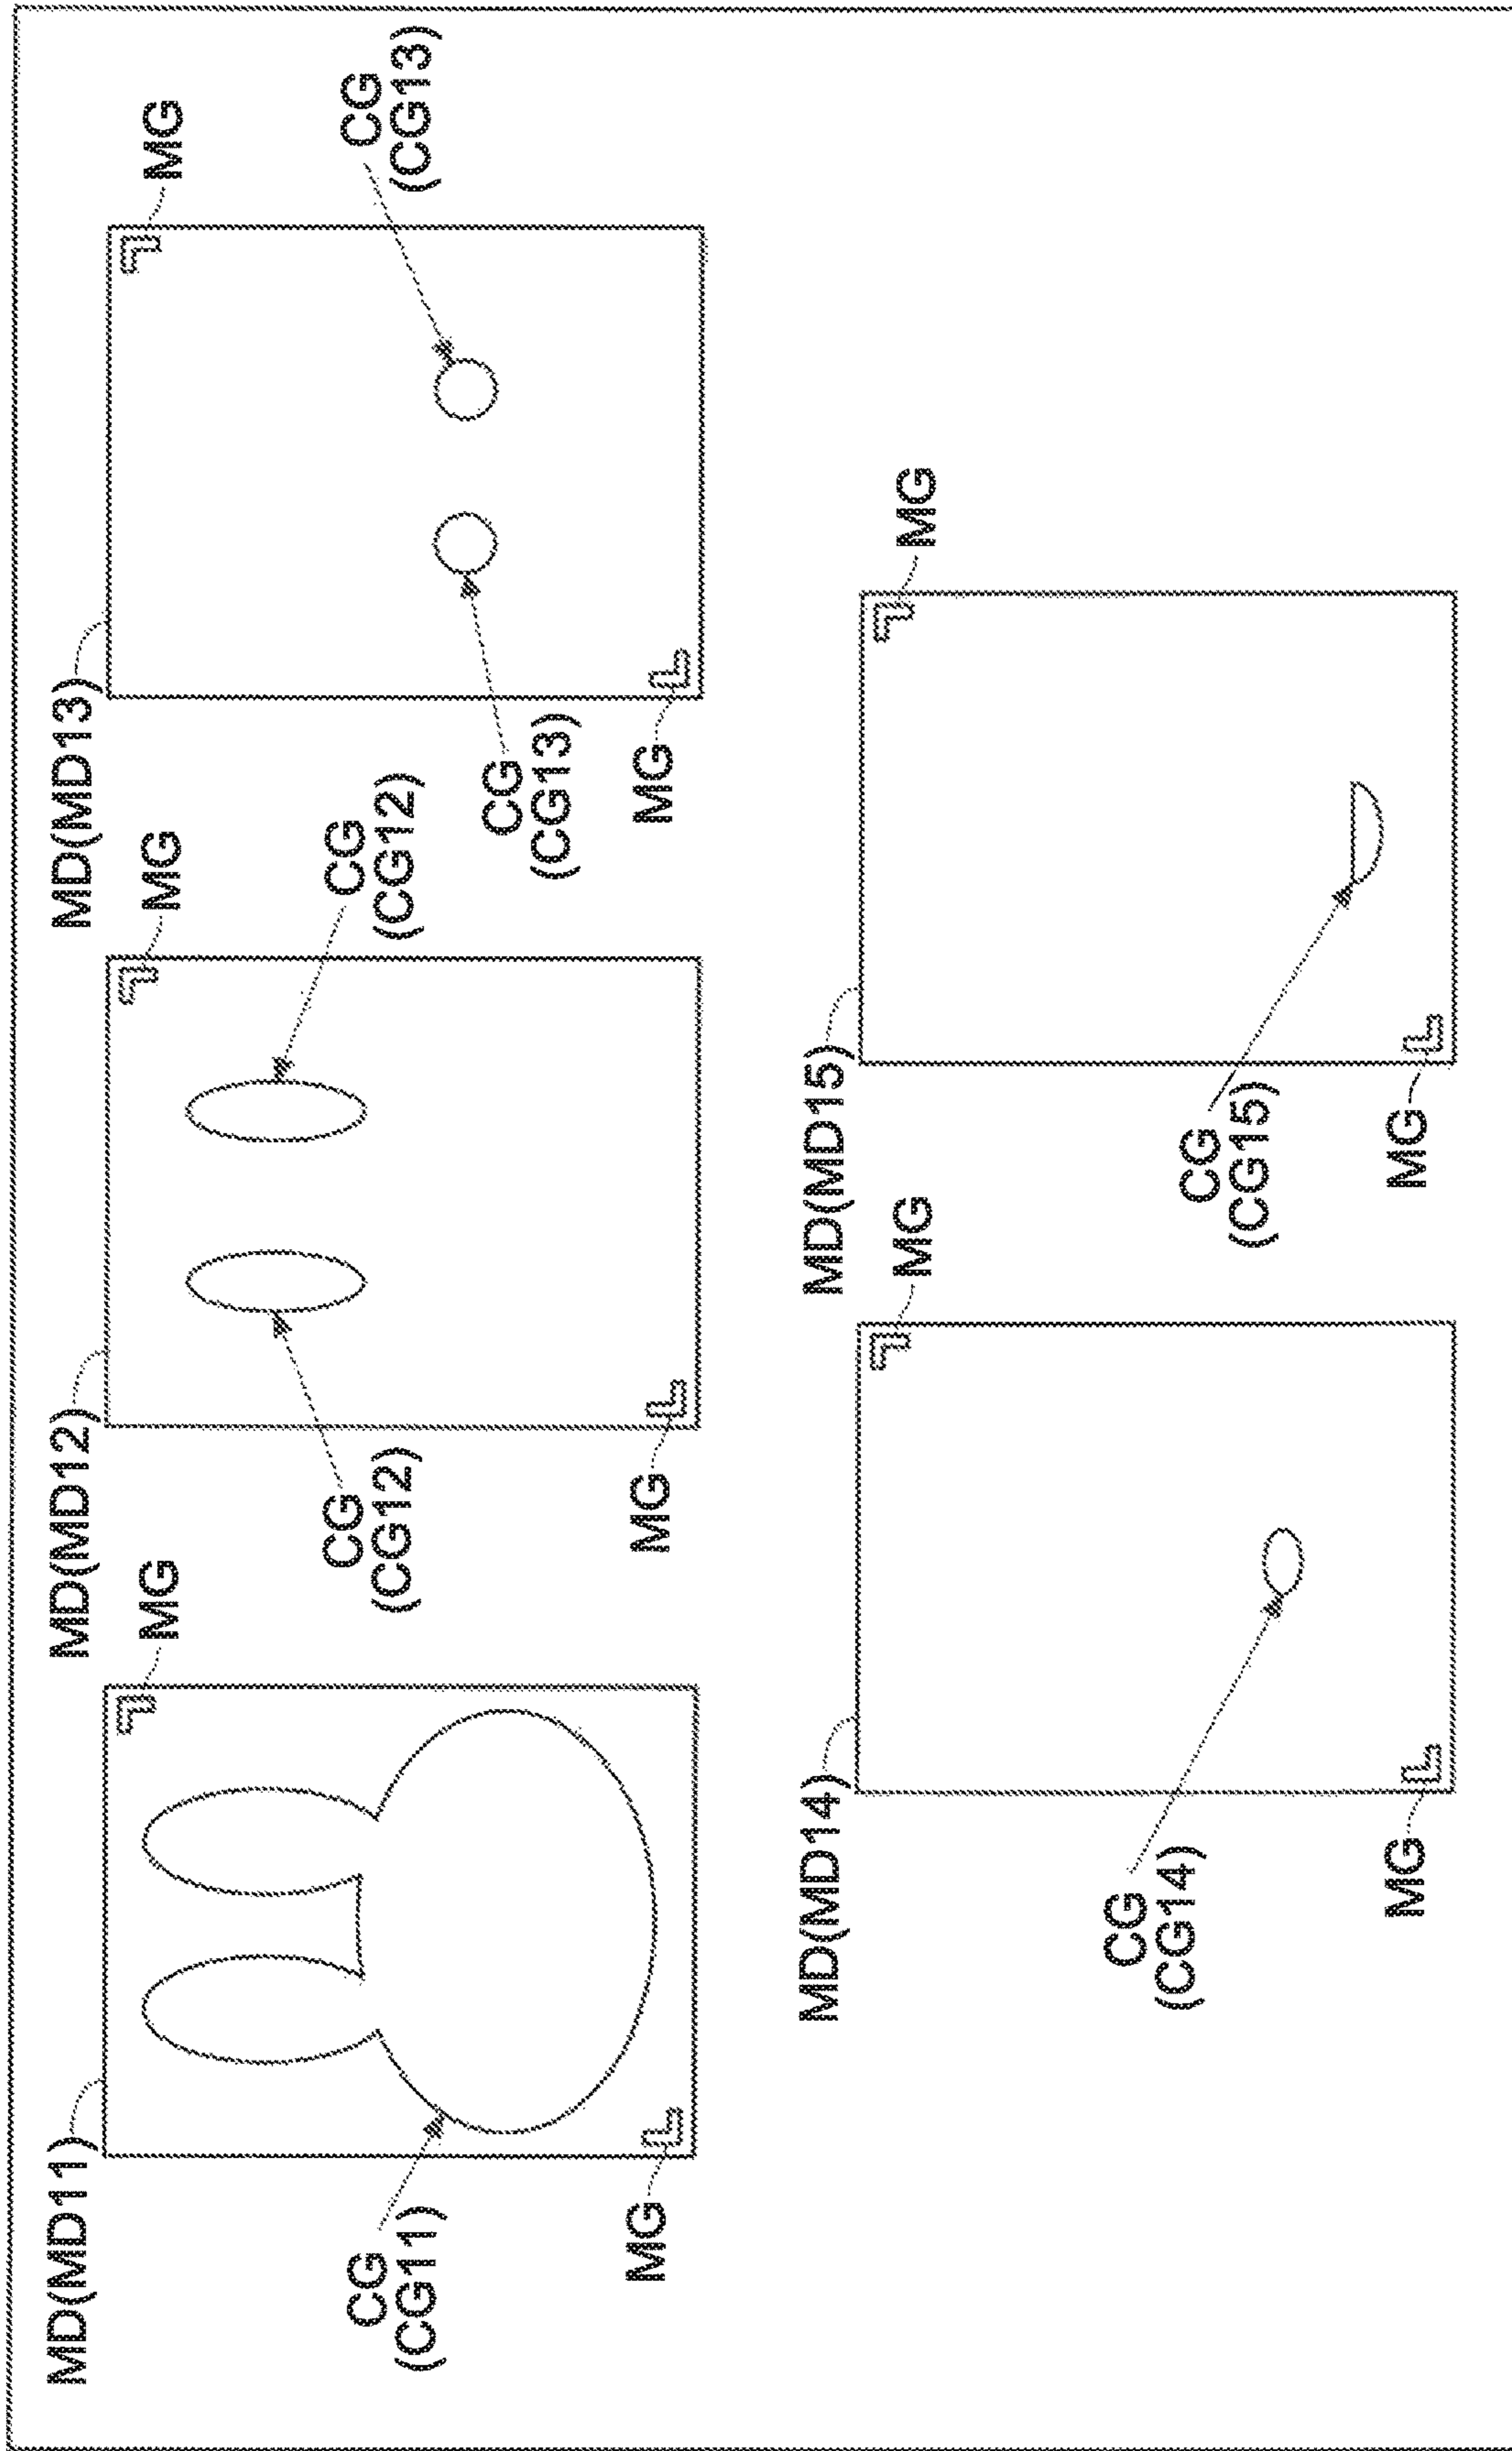 MD(MD11)
MG
CG
(CG11)
MG
MD(MD12)
MG
CG
(CG12)
CG
(CG12)
MG
MD(MD13)
MG
CG
(CG13)
CG
(CG13)
MG
MD(MD14)
MG
CG
(CG14)
MG
MD(MD15)
MG
CG
(CG15)
MG